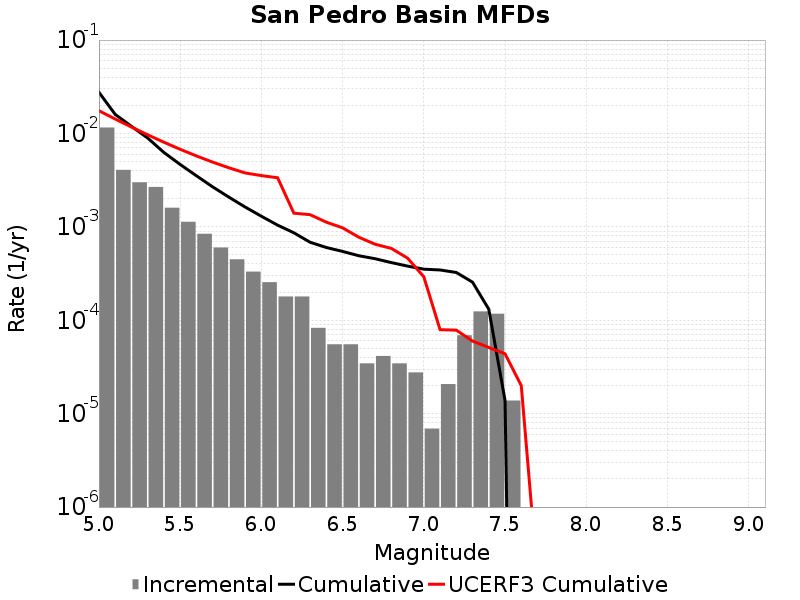 San Pedro Basin MFDs
10-1
10-2
10-3
10-4
10-5
10-6
Rate (1/yr)
5.0 5.5 6.0 6.5 7.0 7.5 8.0 8.5 9.0
Magnitude
Incremental Cumulative UCERF3 Cumulative